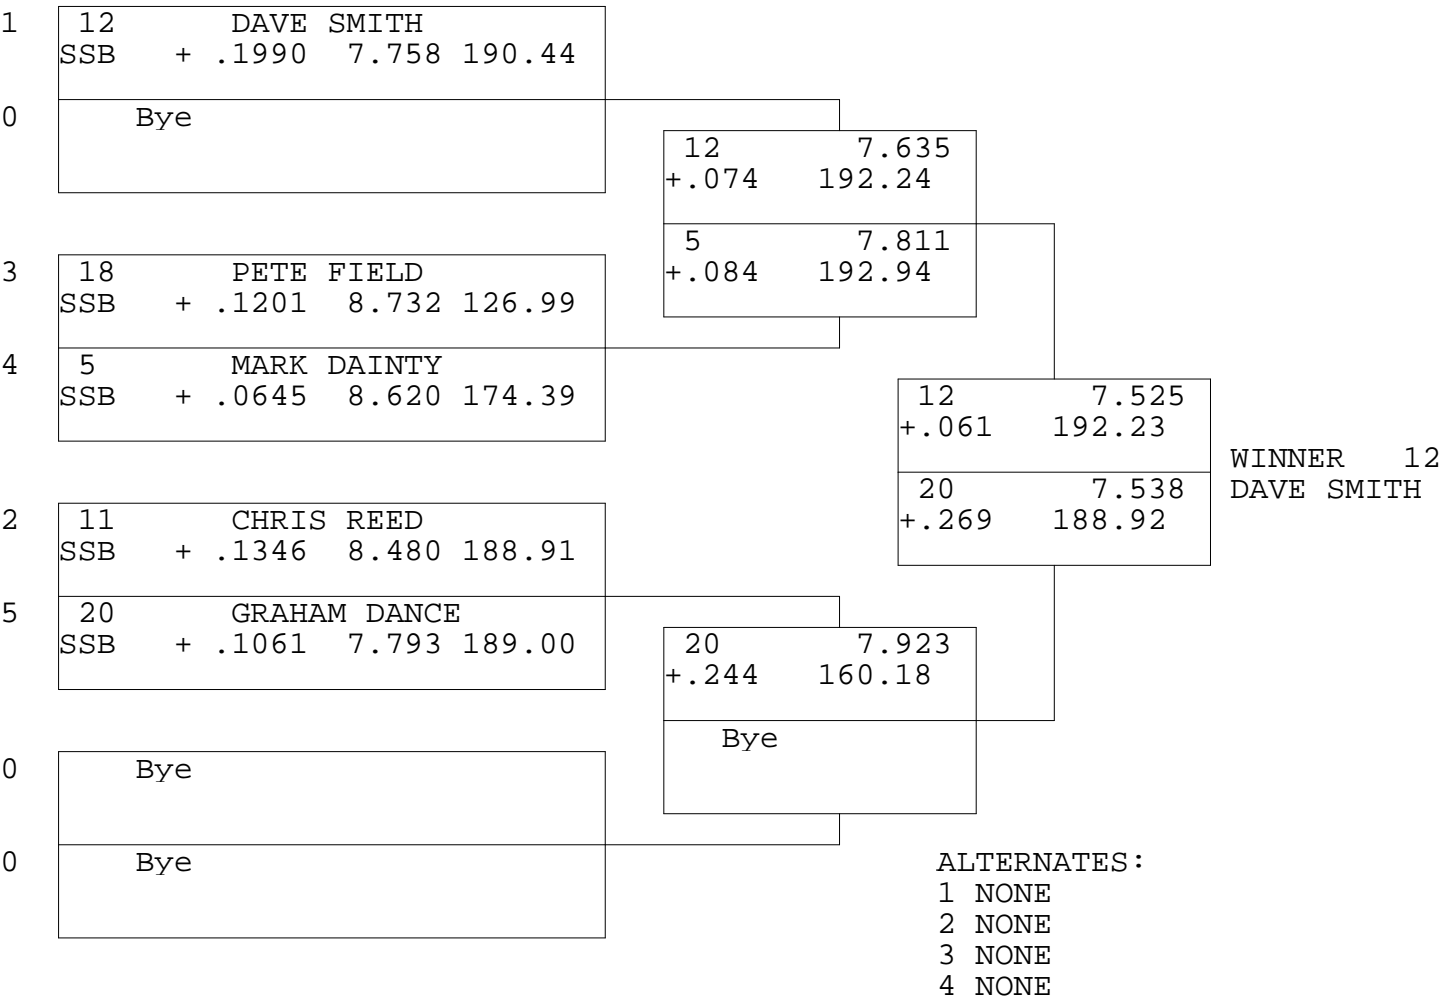 1 12 DAVE SMITH
SSB + .1990 7.758 190.44
0 Bye
3 18 PETE FIELD
SSB + .1201 8.732 126.99
4 5 MARK DAINTY
SSB + .0645 8.620 174.39
2 11 CHRIS REED
SSB + .1346 8.480 188.91
5 20 GRAHAM DANCE
SSB + .1061 7.793 189.00
0 Bye
0 Bye
12 7.635
+.074 192.24
5 7.811
+.084 192.94
20 7.923
+.244 160.18
Bye
12 7.525
+.061 192.23
20 7.538
+.269 188.92
WINNER 12
DAVE SMITH
ALTERNATES:
1 NONE
2 NONE
3 NONE
4 NONE